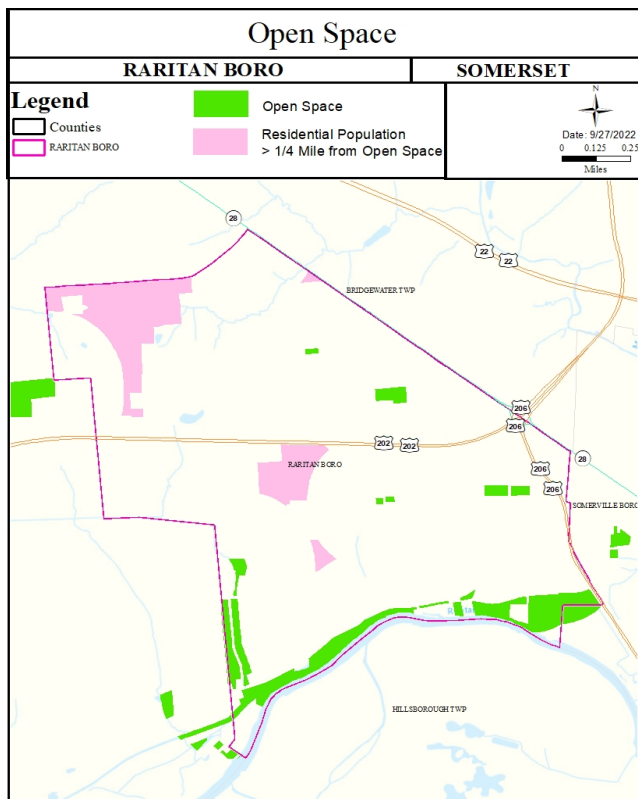 Open Space
RARITAN BORO
SOMERSET
Legend
Counties
RARITAN BORO
Open Space
Residential Population
> 1/4 Mile from Open Space
N
Date: 9/27/2022
0 0.125 0.25
Miles
28
22
22
BRIDGEWATER TWP
206
206
202
202
28
RARITAN BORO
206
206
SOMERVILLE BORO
HILLSBOROUGH TWP